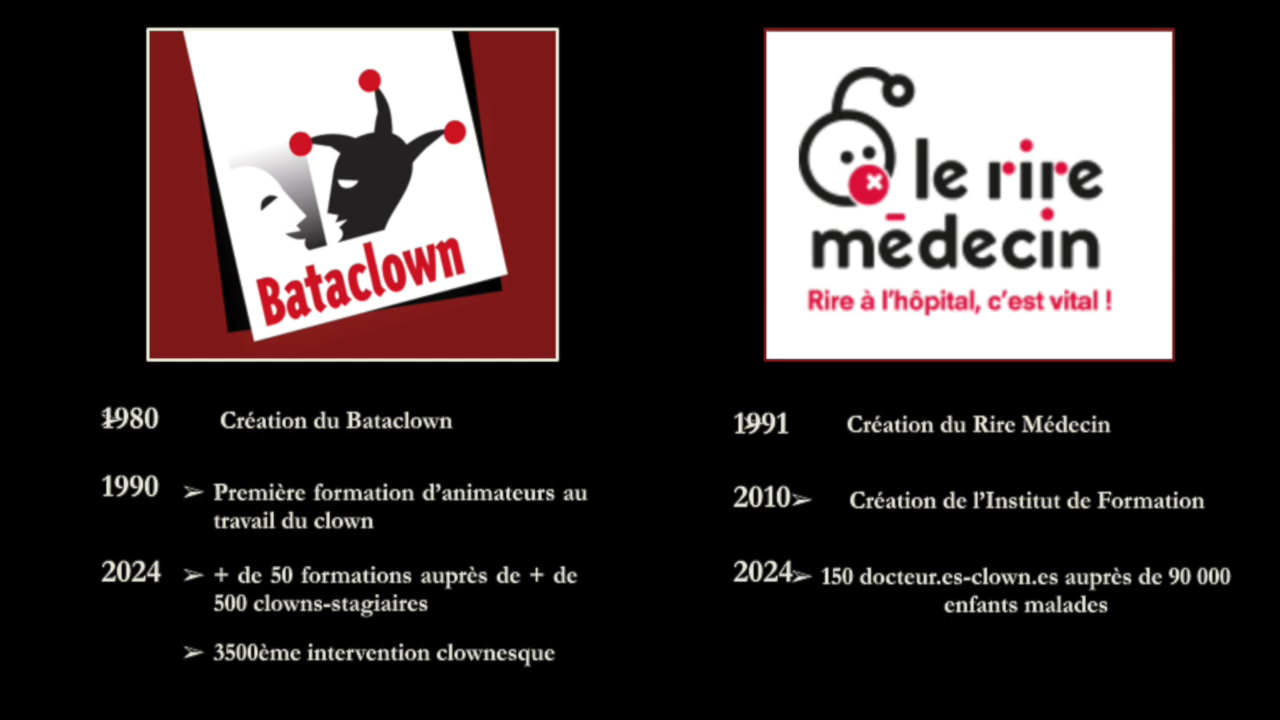 Bataclown
1980 ➢ Création du Bataclown
1990 ➢ Première formation d'animateurs au
travail du clown
2024 ➢ + de 50 formations auprès de + de
500 clowns-stagiaires
➢ 3500ème intervention clownesque
le rire
médecin
Rire à l'hôpital, c'est vital !
1991 ➢ Création du Rire Médecin
2010 ➢ Création de l'Institut de Formation
2024 ➢ 150 docteur.es-clown.es auprès de 90 000
enfants malades